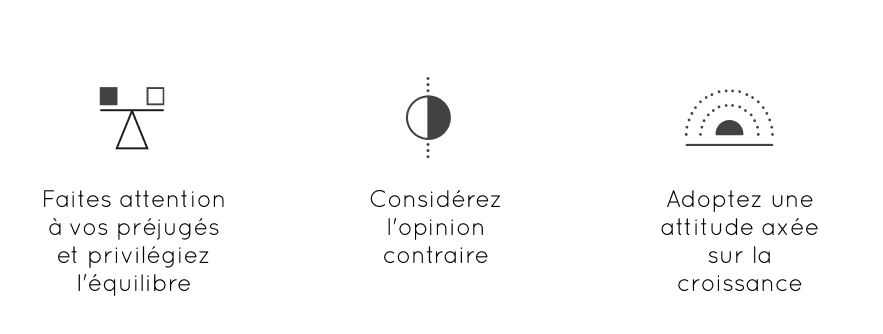 Faites attention
à vos préjugés
et privilégiez
l'équilibre
Considérez
l'opinion
contraire
Adoptez une
attitude axée
sur la
croissance